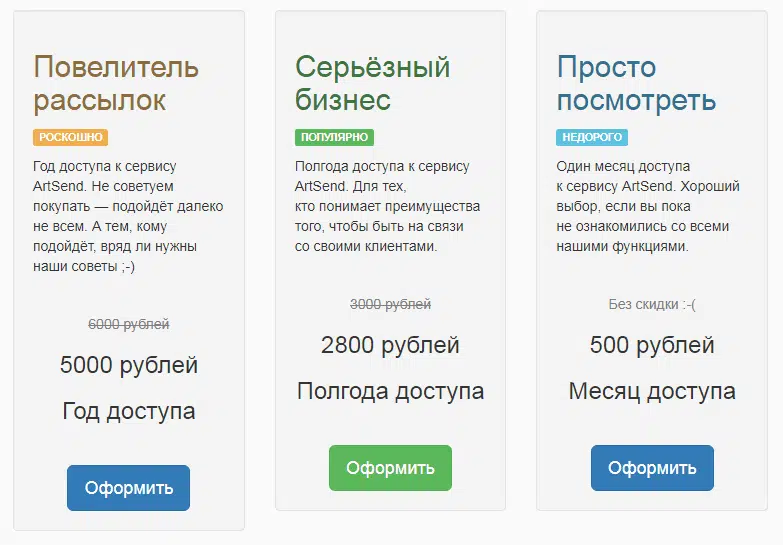 Повелитель
рассылок
РОСКОШНО
Год доступа к сервису
ArtSend. Не советуем
покупать — подойдёт далеко
не всем. А тем, кому
подойдёт, вряд ли нужны
наши советы ;-)
6000 рублей
5000 рублей
Год доступа
Оформить
Серьёзный
бизнес
ПОПУЛЯРНО
Полгода доступа к сервису
ArtSend. Для тех,
кто понимает преимущества
того, чтобы быть на связи
со своими клиентами.
3000 рублей
2800 рублей
Полгода доступа
Оформить
Просто
посмотреть
НЕДОРОГО
Один месяц доступа
к сервису ArtSend. Хороший
выбор, если вы пока
не ознакомились со всеми
нашими функциями.
Без скидки :-(
500 рублей
Месяц доступа
Оформить